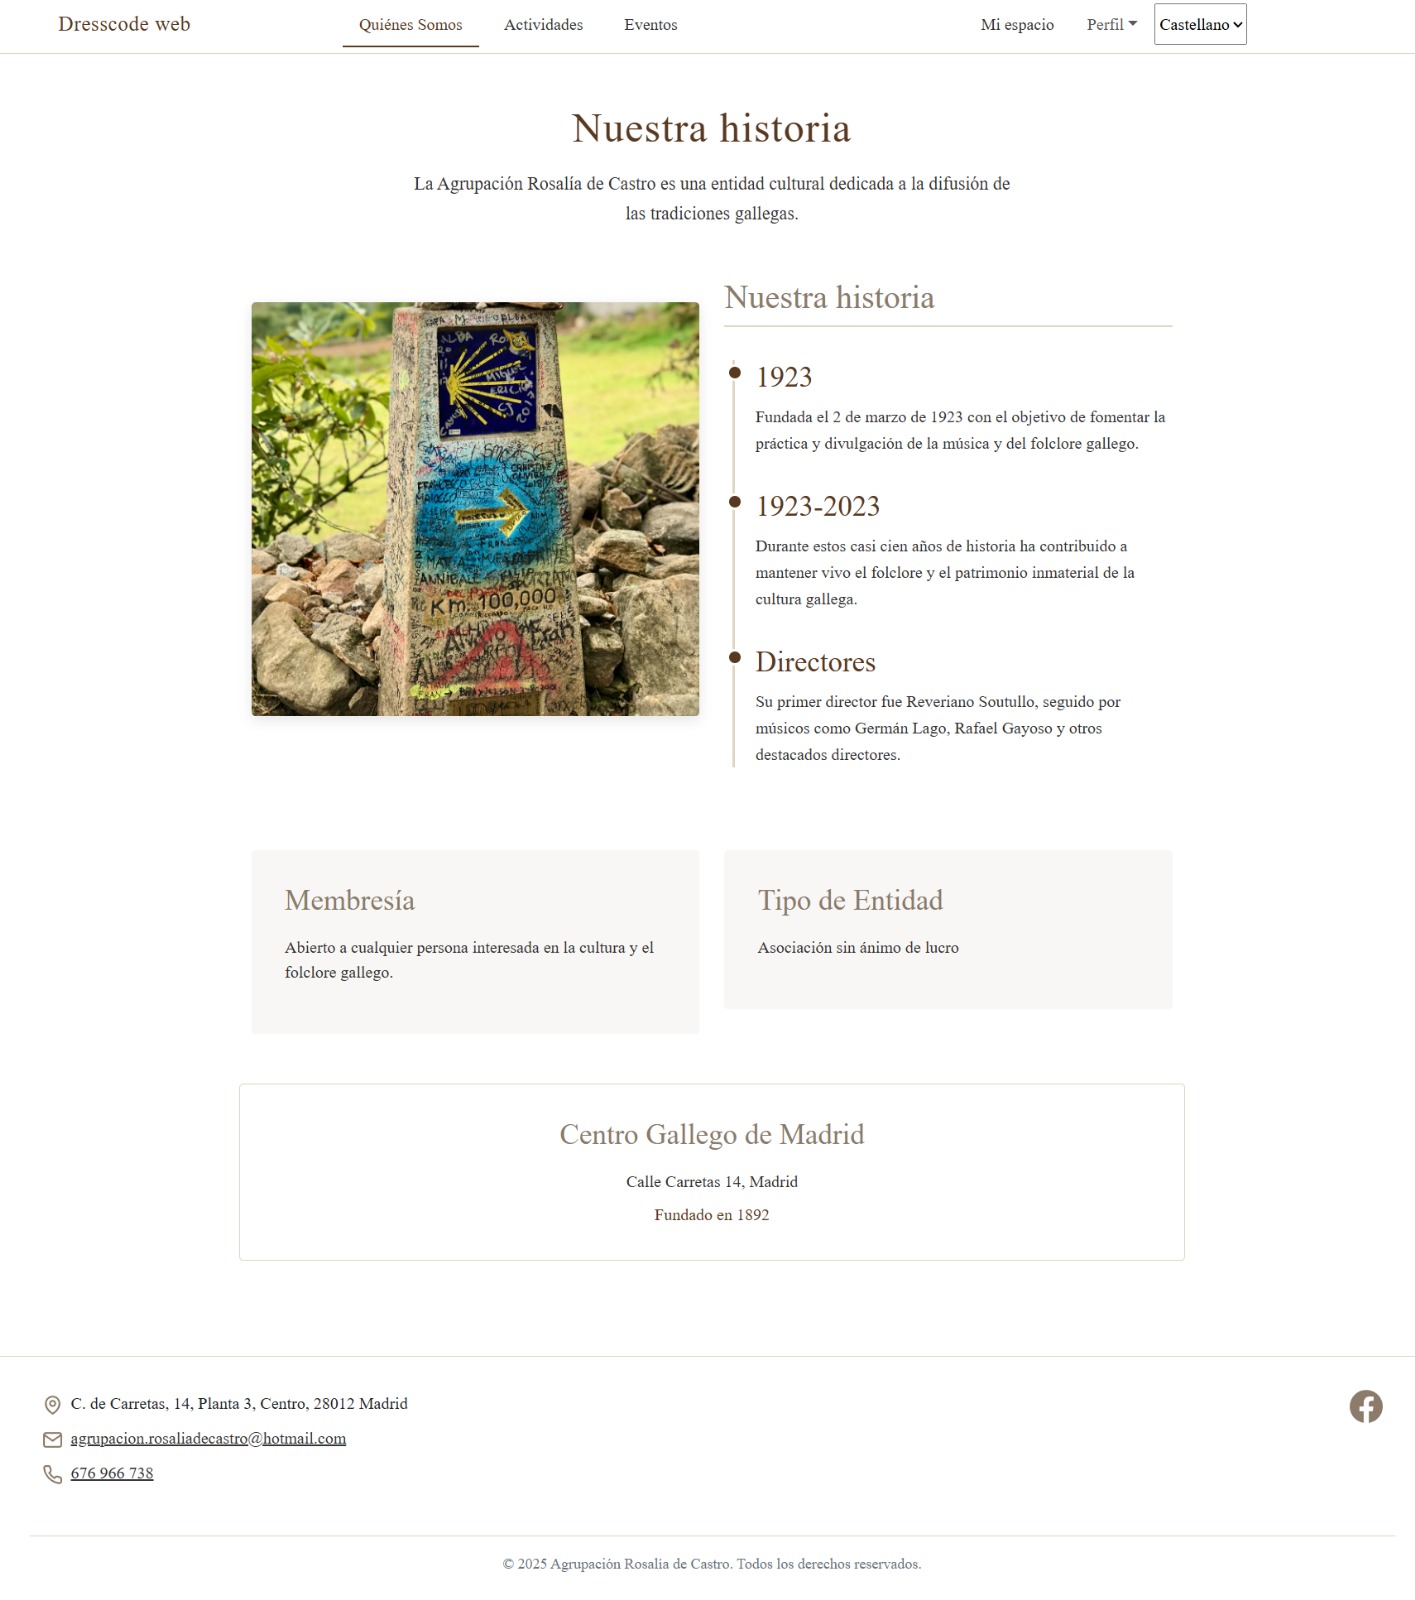 Dresscode web
Quiénes Somos
Actividades
Eventos
Mi espacio
Perfil
Castellano
Nuestra historia
La Agrupación Rosalía de Castro es una entidad cultural dedicada a la difusión de
las tradiciones gallegas.
Km. 100,000
Nuestra historia
1923
Fundada el 2 de marzo de 1923 con el objetivo de fomentar la
práctica y divulgación de la música y del folclore gallego.
1923-2023
Durante estos casi cien años de historia ha contribuido a
mantener vivo el folclore y el patrimonio inmaterial de la
cultura gallega.
Directores
Su primer director fue Reveriano Soutullo, seguido por
músicos como Germán Lago, Rafael Gayoso y otros
destacados directores.
Membresía
Abierto a cualquier persona interesada en la cultura y el
folclore gallego.
Tipo de Entidad
Asociación sin ánimo de lucro
Centro Gallego de Madrid
Calle Carretas 14, Madrid
Fundado en 1892
C. de Carretas, 14, Planta 3, Centro, 28012 Madrid
agrupacion.rosaliadecastro@hotmail.com
676 966 738
© 2025 Agrupación Rosalia de Castro. Todos los derechos reservados.